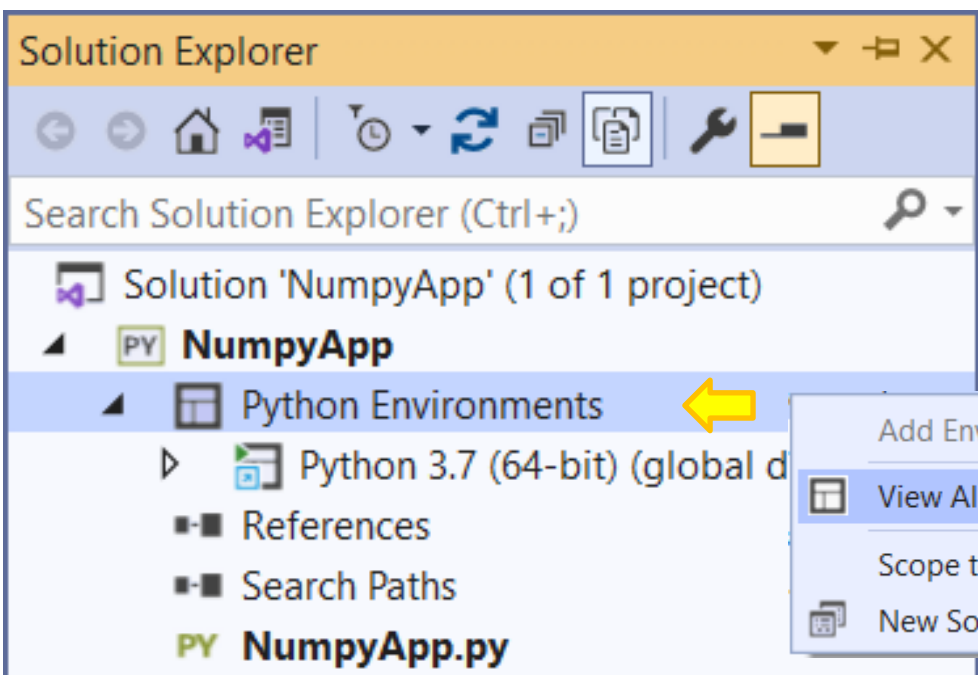 Solution Explorer
Search Solution Explorer (Ctrl+;)
Solution 'NumpyApp' (1 of 1 project)
PY NumpyApp
Python Environments
Python 3.7 (64-bit) (global d
References
Search Paths
PY NumpyApp.py
Add En
View Al
Scope t
New So